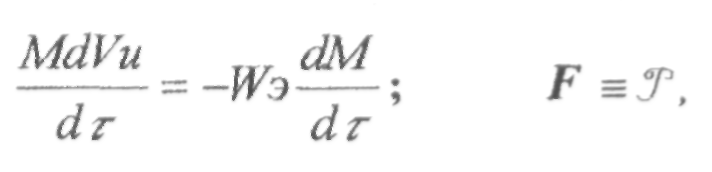 MdVu/dτ = −Wэ dM/dτ; F ≡ 𝒯,